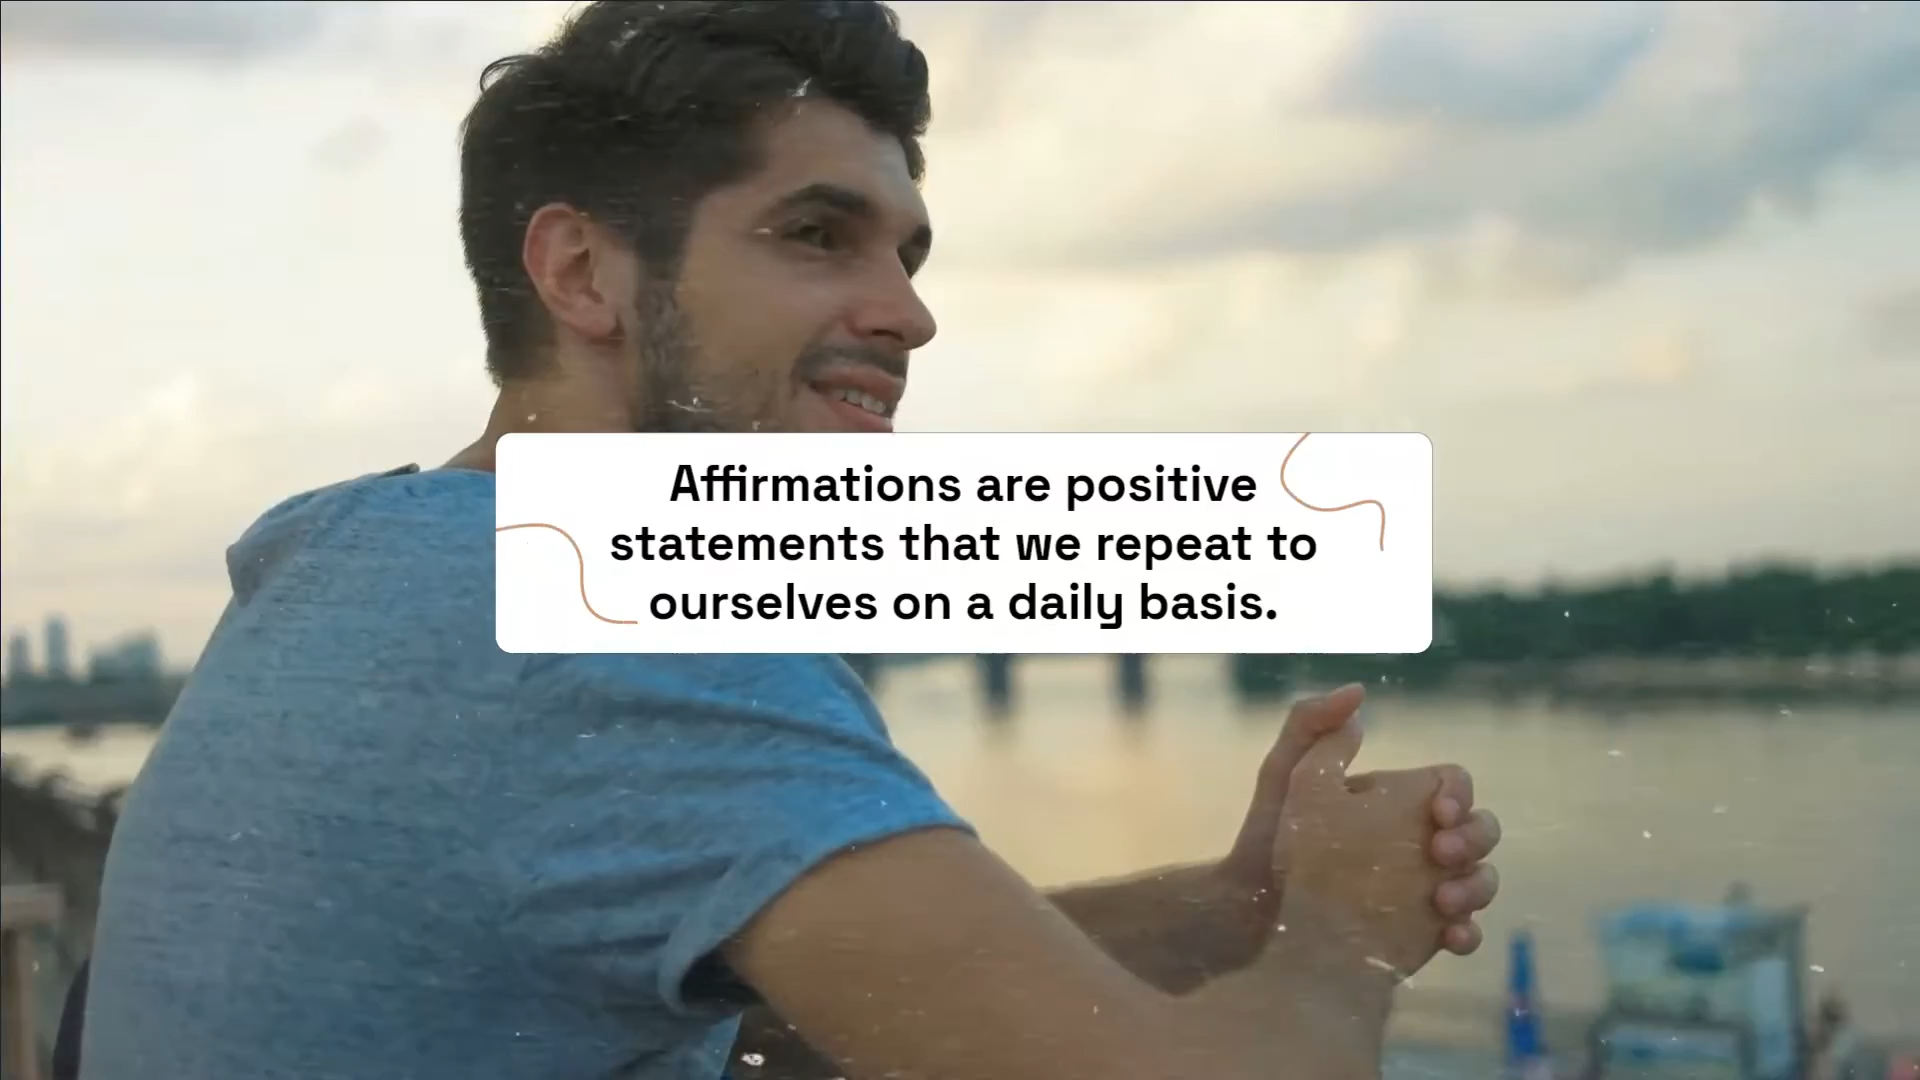 Affirmations are positive
statements that we repeat to
ourselves on a daily basis.